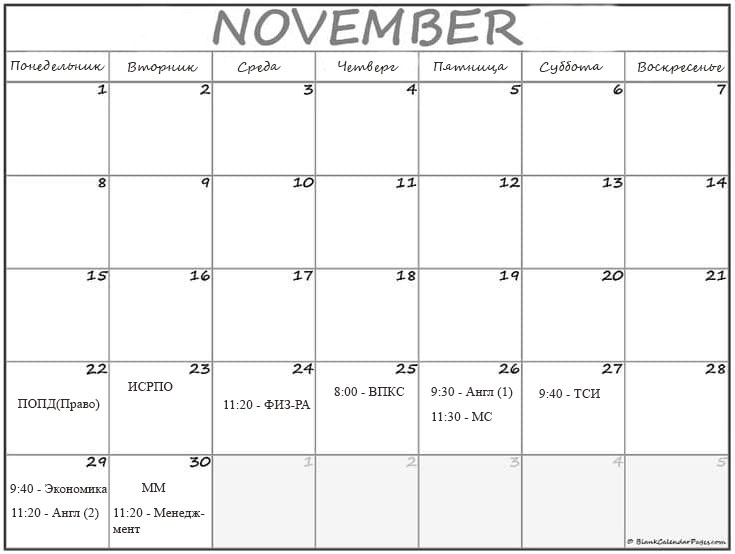 NOVEMBER
Понедельник Вторник Среда Четверг Пятница Суббота Воскресенье
1 2 3 4 5 6 7
8 9 10 11 12 13 14
15 16 17 18 19 20 21
22 23 24 25 26 27 28
ПОПД(Право)
ИСРПО
11:20 - ФИЗ-РА
8:00 - ВПКС
9:30 - Англ (1)
11:30 - МС
9:40 - ТСИ
29 30 1 2 3 4 5
9:40 - Экономика
11:20 - Англ (2)
ММ
11:20 - Менедж-
мент
© BlankCalendarPages.com